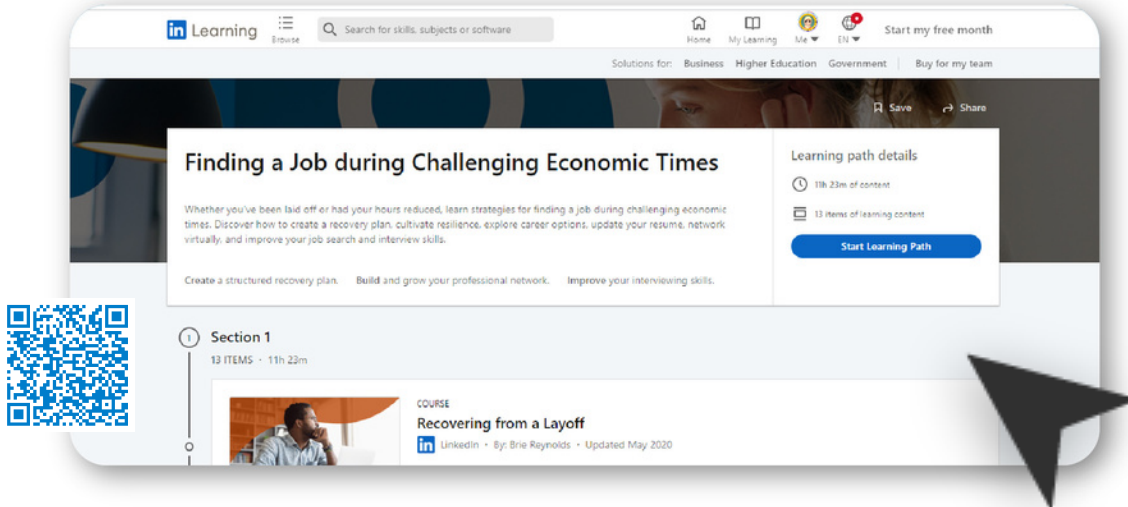 in Learning
Browse
Search for skills, subjects or software
Home
My Learning
Me
EN
Start my free month
Solutions for: Business Higher Education Government | Buy for my team
Save
Share
Finding a Job during Challenging Economic Times
Whether you've been laid off or had your hours reduced, learn strategies for finding a job during challenging economic
times. Discover how to create a recovery plan, cultivate resilience, explore career options, update your resume, network
virtually, and improve your job search and interview skills.
Create a structured recovery plan. Build and grow your professional network. Improve your interviewing skills.
Learning path details
11h 23m of content
13 items of learning content
Start Learning Path
1 Section 1
13 ITEMS · 11h 23m
COURSE
Recovering from a Layoff
in LinkedIn · By: Brie Reynolds · Updated May 2020